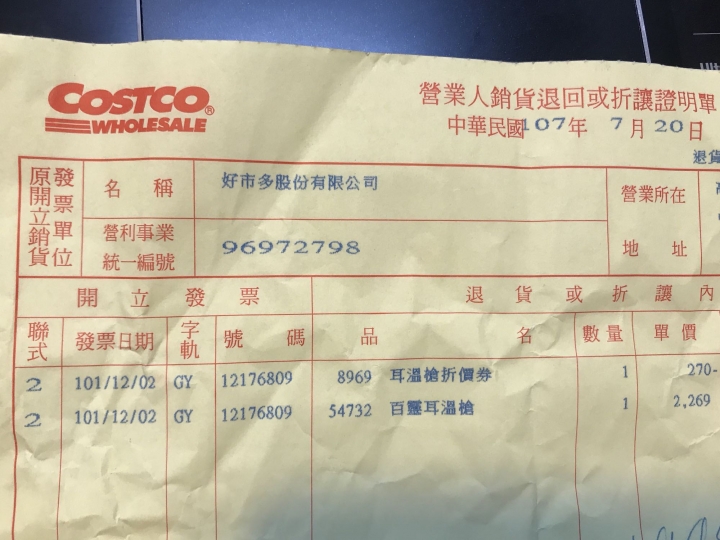 COSTCO®
WHOLESALE
營業人銷貨退回或折讓證明單
中華民國107年 7月20日
退貨
原開立銷貨
發票單位
名 稱 好市多股份有限公司
營利事業
統一編號 96972798
營業所在
地 址
開立發票 退貨或折讓內
聯式 發票日期 字軌 號碼 品名 數量 單價
2 101/12/02 GY 12176809 8969 耳溫槍折價券 1 270-
2 101/12/02 GY 12176809 54732 百靈耳溫槍 1 2,269